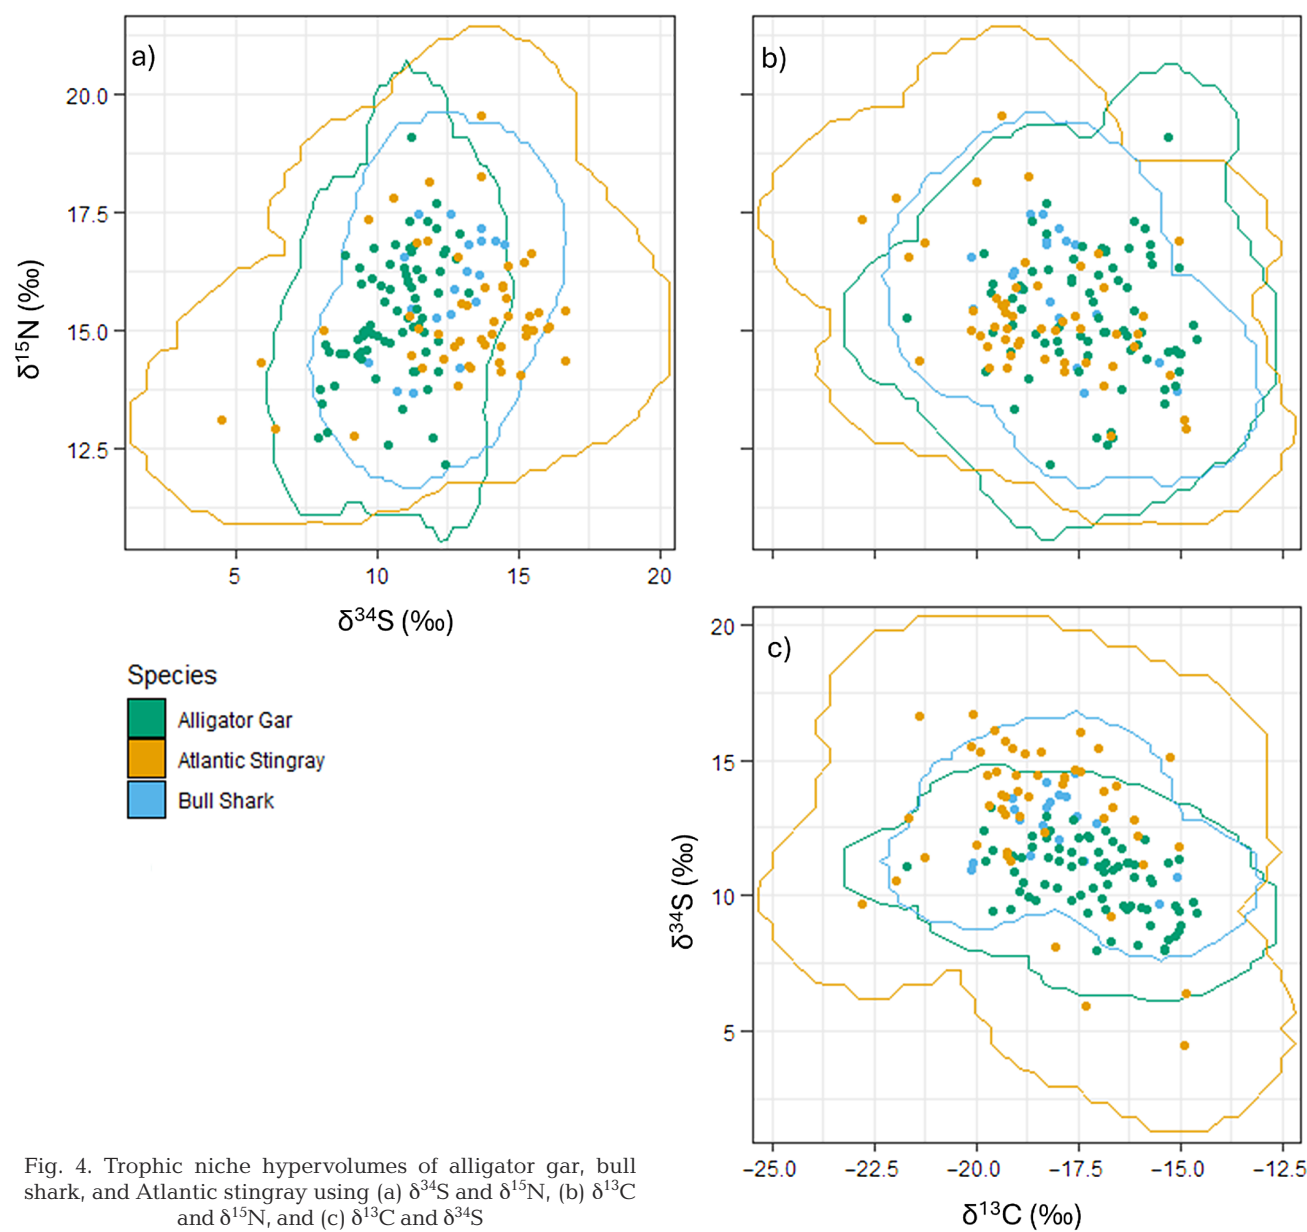 a)
b)
20.0
17.5
15.0
12.5
δ¹⁵N (‰)
5
10
15
20
δ³⁴S (‰)
Species
Alligator Gar
Atlantic Stingray
Bull Shark
c)
20
15
10
5
δ³⁴S (‰)
−25.0
−22.5
−20.0
−17.5
−15.0
−12.5
δ¹³C (‰)
Fig. 4. Trophic niche hypervolumes of alligator gar, bull
shark, and Atlantic stingray using (a) δ³⁴S and δ¹⁵N, (b) δ¹³C
and δ¹⁵N, and (c) δ¹³C and δ³⁴S